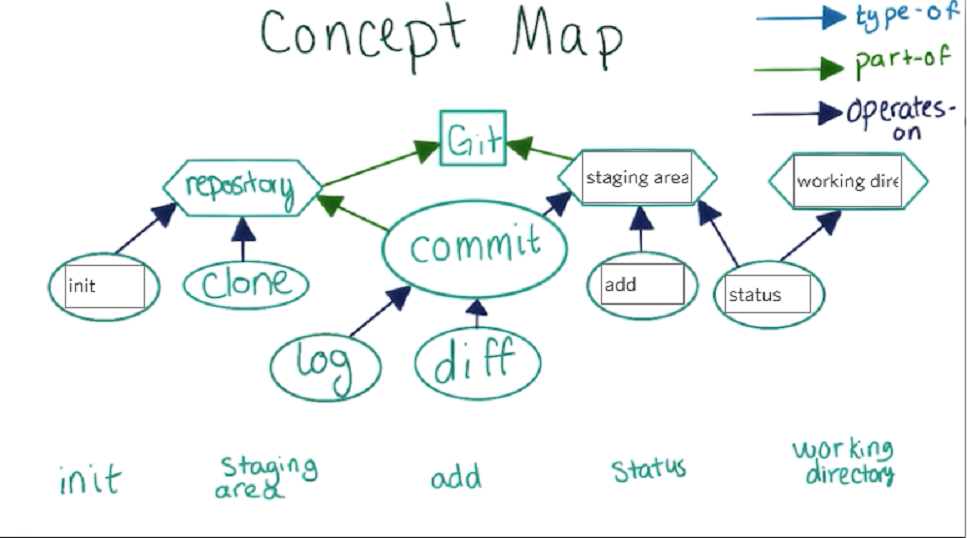 Concept Map
type-of
part-of
operates-
on
Git
repository
staging area
working dire
commit
init
clone
add
status
log
diff
init
Staging
area
add
Status
working
directory